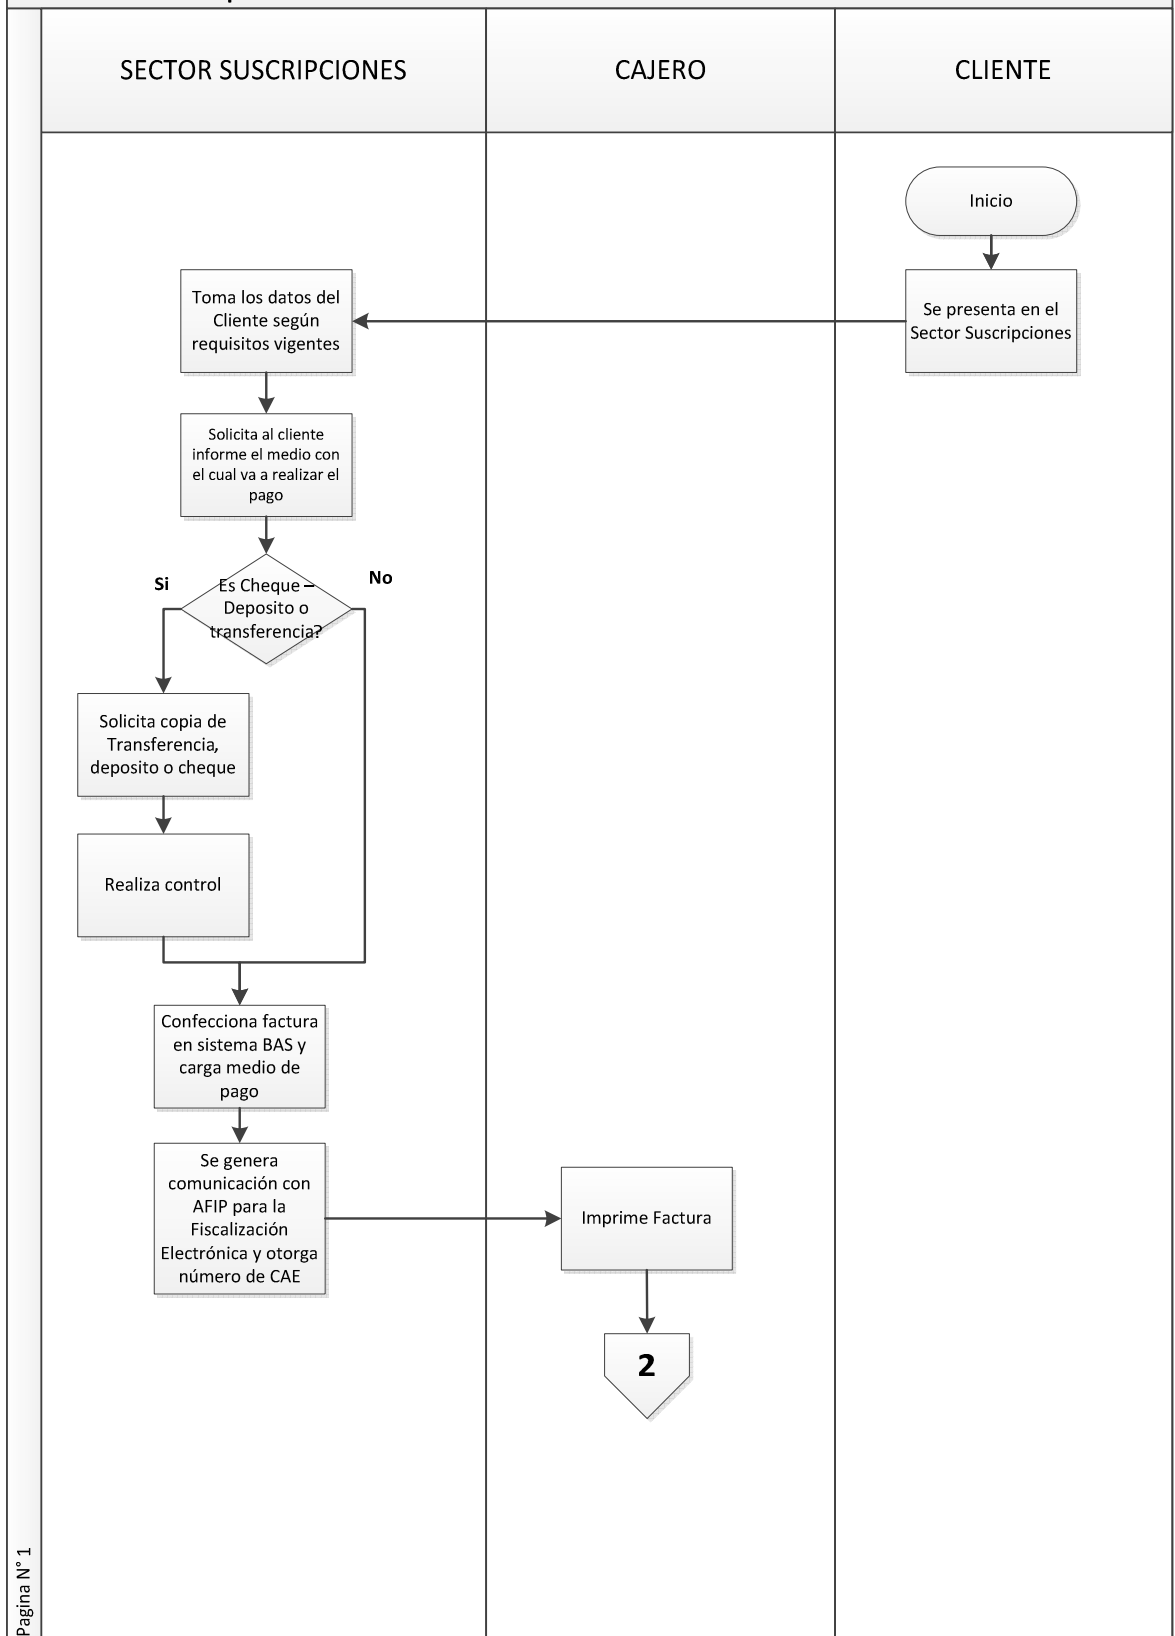 SECTOR SUSCRIPCIONES
CAJERO
CLIENTE
Inicio
Se presenta en el
Sector Suscripciones
Toma los datos del
Cliente según
requisitos vigentes
Solicita al cliente
informe el medio con
el cual va a realizar el
pago
Es Cheque –
Deposito o
transferencia?
Si
No
Solicita copia de
Transferencia,
deposito o cheque
Realiza control
Confecciona factura
en sistema BAS y
carga medio de
pago
Se genera
comunicación con
AFIP para la
Fiscalización
Electrónica y otorga
número de CAE
Imprime Factura
2
Pagina N° 1